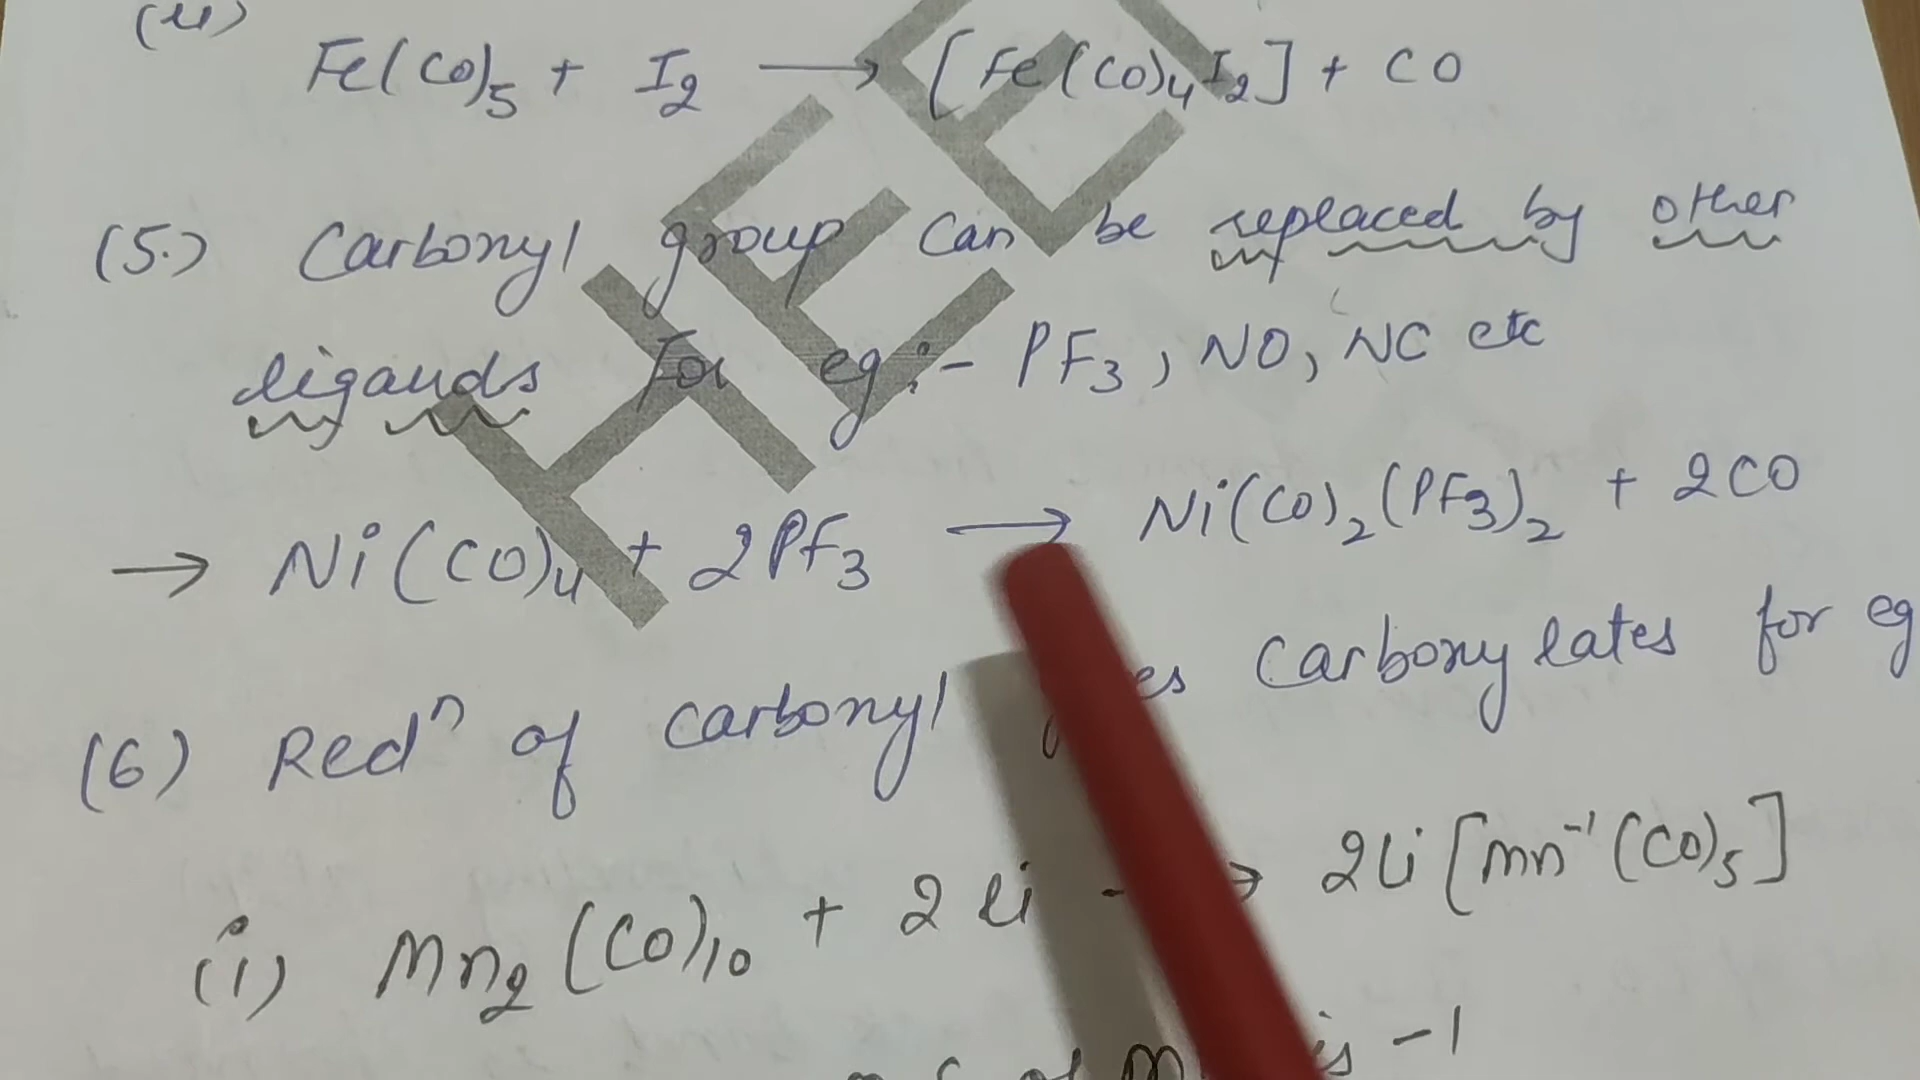 Fe(CO)5 + I2 → [Fe(CO)4I2] + CO
(5.) Carbonyl group can be replaced by other
ligands For eg:- PF3, NO, NC etc
→ Ni(CO)4 + 2PF3 → Ni(CO)2(PF3)2 + 2CO
(6) Redⁿ of carbonyl carboxylates for eg
(i) Mn2(CO)10 + 2Li → 2Li[Mn⁻¹(CO)5]
is -1